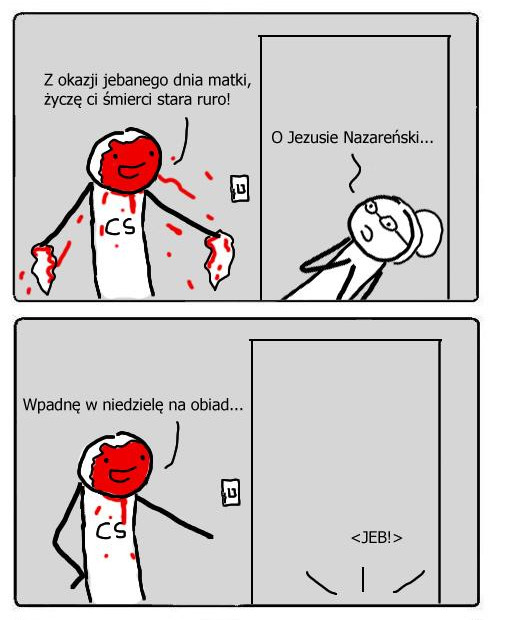 Z okazji jebanego dnia matki,
życzę ci śmierci stara ruro!
O Jezusie Nazareński...
CS
Wpadnę w niedzielę na obiad...
CS
<JEB!>